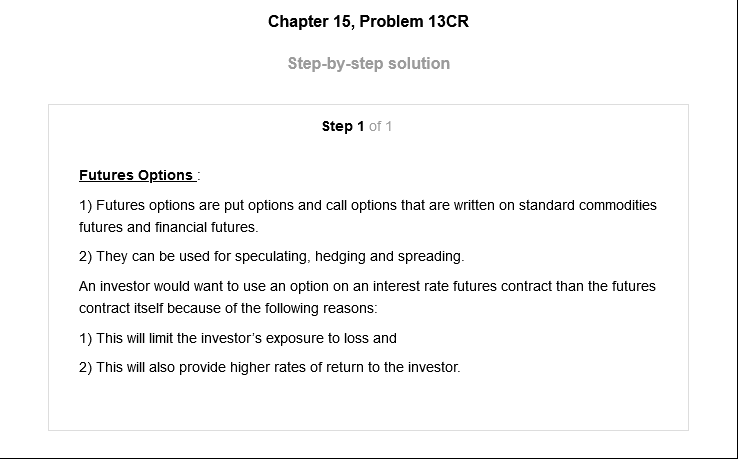 Chapter 15, Problem 13CR
Step-by-step solution
Step 1 of 1
Futures Options :
1) Futures options are put options and call options that are written on standard commodities
futures and financial futures.
2) They can be used for speculating, hedging and spreading.
An investor would want to use an option on an interest rate futures contract than the futures
contract itself because of the following reasons:
1) This will limit the investor’s exposure to loss and
2) This will also provide higher rates of return to the investor.